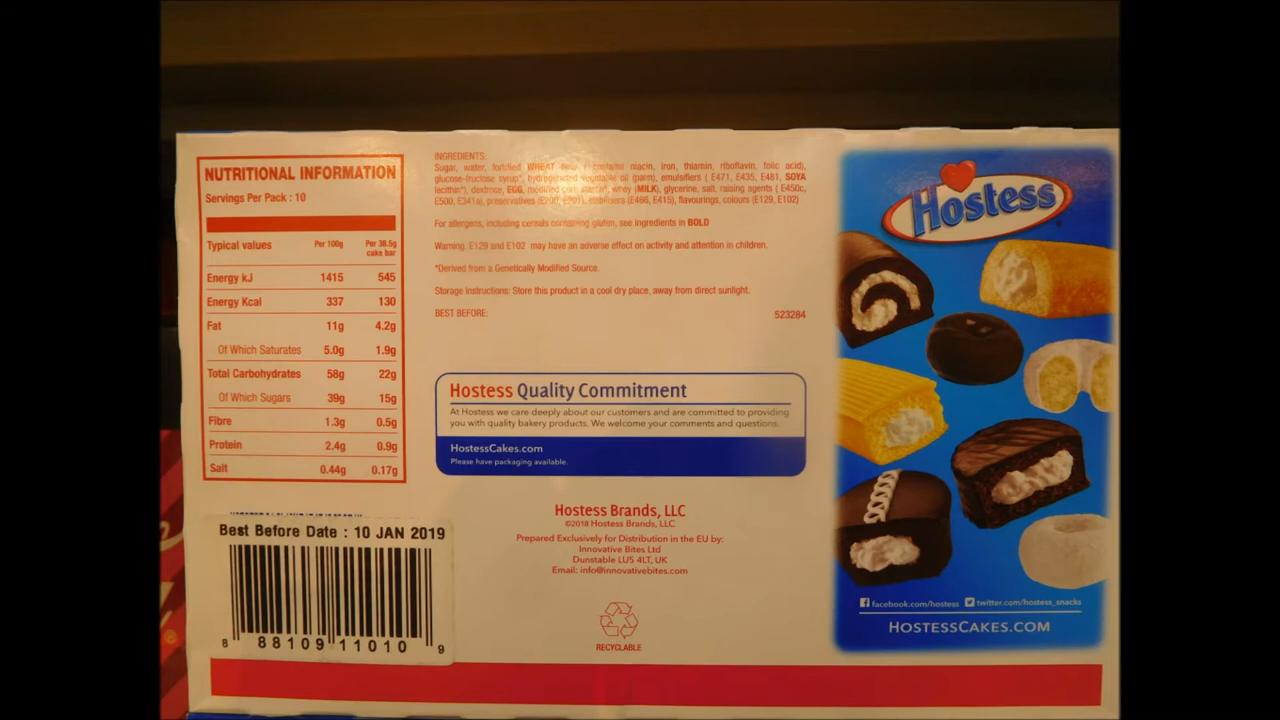 NUTRITIONAL INFORMATION
Servings Per Pack : 10
Typical values Per 100g Per 38.5g cake bar
Energy kJ 1415 545
Energy Kcal 337 130
Fat 11g 4.2g
Of Which Saturates 5.0g 1.9g
Total Carbohydrates 58g 22g
Of Which Sugars 39g 15g
Fibre 1.3g 0.5g
Protein 2.4g 0.9g
Salt 0.44g 0.17g
Best Before Date : 10 JAN 2019
8 88109 11010 9
INGREDIENTS:
Sugar, water, fortified WHEAT flour ( contains niacin, iron, thiamin, riboflavin, folic acid),
glucose-fructose syrup*, hydrogenated vegetable oil (palm), emulsifiers ( E471, E435, E481, SOYA
lecithin*), dextrose, EGG, modified corn starch*, whey (MILK), glycerine, salt, raising agents ( E450c,
E500, E341a), preservatives (E200, E201), stabilisers (E466, E415), flavourings, colours (E129, E102)
For allergens, including cereals containing gluten, see ingredients in BOLD
Warning. E129 and E102 may have an adverse effect on activity and attention in children.
*Derived from a Genetically Modified Source.
Storage Instructions: Store this product in a cool dry place, away from direct sunlight.
BEST BEFORE: 523284
Hostess Quality Commitment
At Hostess we care deeply about our customers and are committed to providing
you with quality bakery products. We welcome your comments and questions.
HostessCakes.com
Please have packaging available.
Hostess Brands, LLC
©2018 Hostess Brands, LLC
Prepared Exclusively for Distribution in the EU by:
Innovative Bites Ltd
Dunstable LU5 4LT, UK
Email: info@innovativebites.com
RECYCLABLE
Hostess
facebook.com/hostess twitter.com/hostess_snacks
HOSTESSCAKES.COM